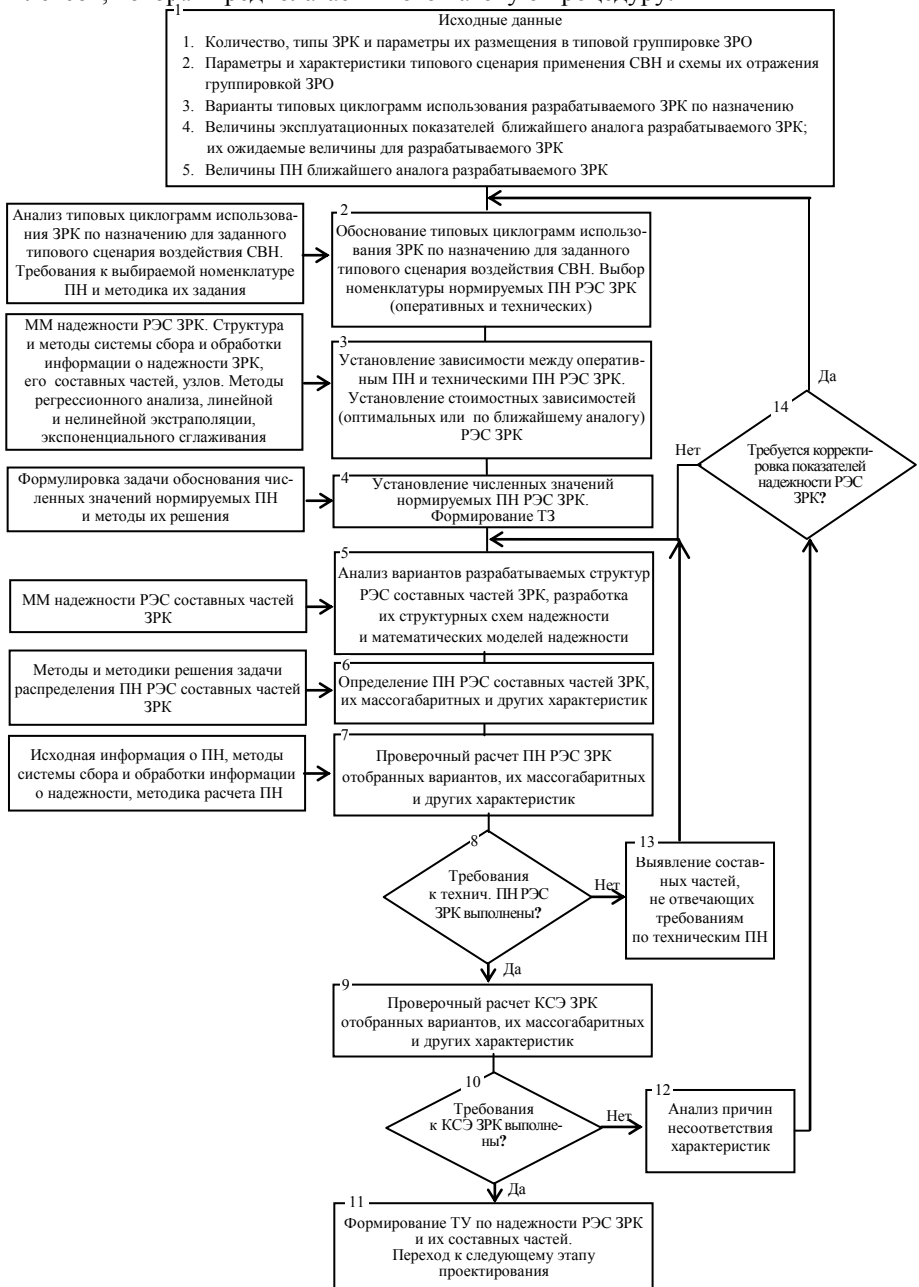 1
Исходные данные
1. Количество, типы ЗРК и параметры их размещения в типовой группировке ЗРО
2. Параметры и характеристики типового сценария применения СВН и схемы их отражения
группировкой ЗРО
3. Варианты типовых циклограмм использования разрабатываемого ЗРК по назначению
4. Величины эксплуатационных показателей ближайшего аналога разрабатываемого ЗРК;
их ожидаемые величины для разрабатываемого ЗРК
5. Величины ПН ближайшего аналога разрабатываемого ЗРК
Анализ типовых циклограмм использова-
ния ЗРК по назначению для заданного
типового сценария воздействия СВН.
Требования к выбираемой номенклатуре
ПН и методика их задания
2
Обоснование типовых циклограмм использо-
вания ЗРК по назначению для заданного
типового сценария воздействия СВН. Выбор
номенклатуры нормируемых ПН РЭС ЗРК
(оперативных и технических)
ММ надежности РЭС ЗРК. Структура
и методы системы сбора и обработки
информации о надежности ЗРК,
его составных частей, узлов. Методы
регрессионного анализа, линейной
и нелинейной экстраполяции,
экспоненциального сглаживания
3
Установление зависимости между оператив-
ным ПН и техническими ПН РЭС ЗРК.
Установление стоимостных зависимостей
(оптимальных или по ближайшему аналогу)
РЭС ЗРК
Да
14
Нет
Требуется корректи-
ровка показателей
надежности РЭС
ЗРК?
Формулировка задачи обоснования чис-
ленных значений нормируемых ПН
и методы их решения
4
Установление численных значений
нормируемых ПН РЭС ЗРК.
Формирование ТЗ
ММ надежности РЭС составных частей
ЗРК
5
Анализ вариантов разрабатываемых структур
РЭС составных частей ЗРК, разработка
их структурных схем надежности
и математических моделей надежности
Методы и методики решения задачи
распределения ПН РЭС составных частей
ЗРК
6
Определение ПН РЭС составных частей ЗРК,
их массогабаритных и других характеристик
Исходная информация о ПН, методы
системы сбора и обработки информации
о надежности, методика расчета ПН
7
Проверочный расчет ПН РЭС ЗРК
отобранных вариантов, их массогабаритных
и других характеристик
8
Требования
к технич. ПН РЭС
ЗРК выполнены?
Нет
13
Выявление состав-
ных частей,
не отвечающих
требованиям
по техническим ПН
Да
9
Проверочный расчет КСЭ ЗРК
отобранных вариантов, их массогабаритных
и других характеристик
10
Требования
к КСЭ ЗРК выполне-
ны?
Нет
12
Анализ причин
несоответствия
характеристик
Да
11
Формирование ТУ по надежности РЭС ЗРК
и их составных частей.
Переход к следующему этапу
проектирования